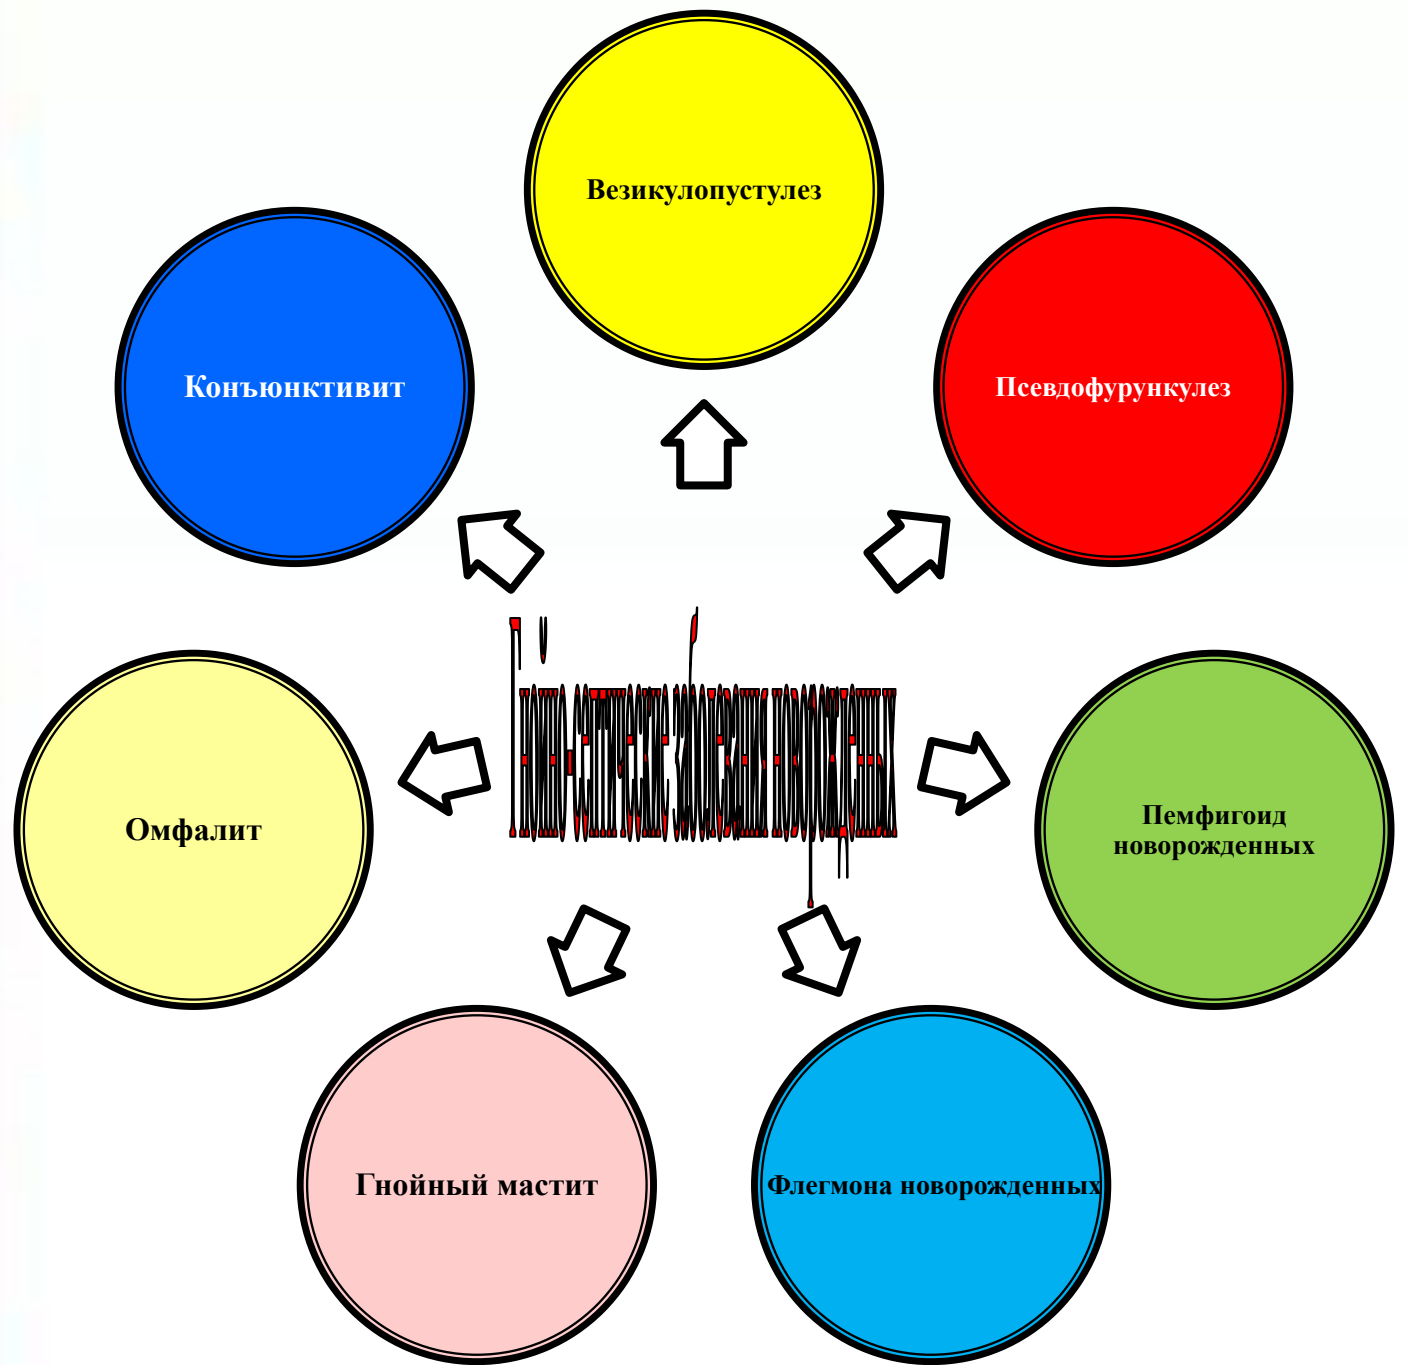 Везикулопустулез
Конъюнктивит
Псевдофурункулез
Гнойно-септические заболевания новорожденных
Омфалит
Пемфигоид
новорожденных
Гнойный мастит
Флегмона новорожденных